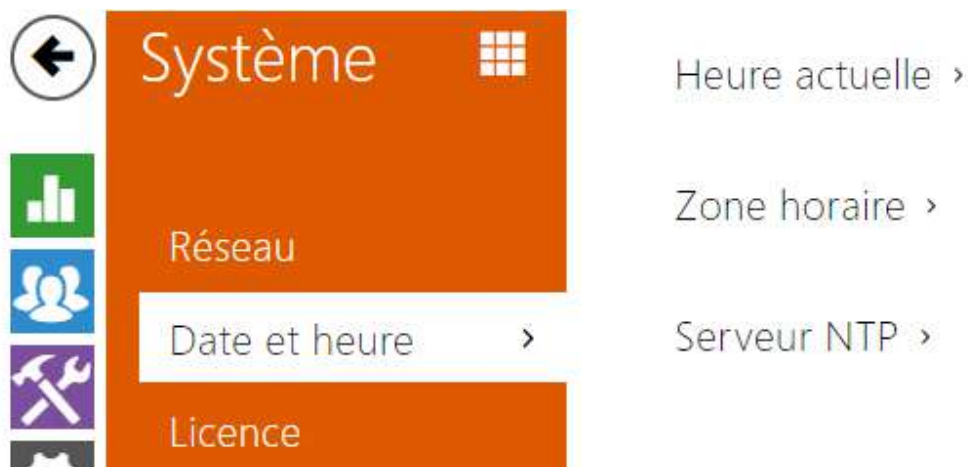 Système
Réseau
Date et heure
Licence
Heure actuelle
Zone horaire
Serveur NTP